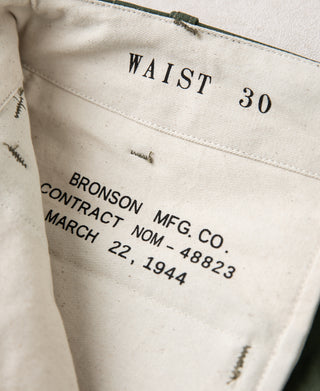 WAIST 30
BRONSON MFG. CO.
CONTRACT NOM - 48823
MARCH 22, 1944